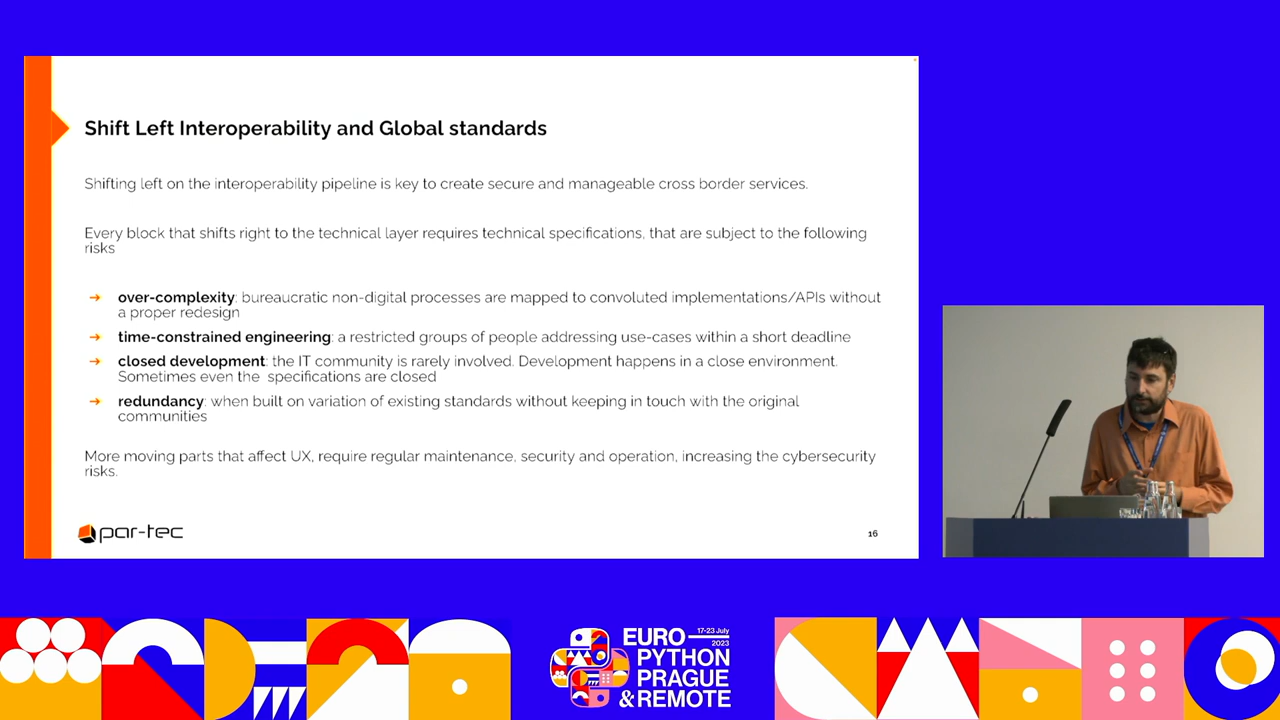 Shift Left Interoperability and Global standards
Shifting left on the interoperability pipeline is key to create secure and manageable cross border services.
Every block that shifts right to the technical layer requires technical specifications, that are subject to the following
risks
➔ over-complexity: bureaucratic non-digital processes are mapped to convoluted implementations/APIs without
a proper redesign
➔ time-constrained engineering: a restricted groups of people addressing use-cases within a short deadline
➔ closed development: the IT community is rarely involved. Development happens in a close environment.
Sometimes even the specifications are closed
➔ redundancy: when built on variation of existing standards without keeping in touch with the original
communities
More moving parts that affect UX, require regular maintenance, security and operation, increasing the cybersecurity
risks.
par-tec
16
EURO
17-23 July
2023
PYTHON
PRAGUE
& REMOTE